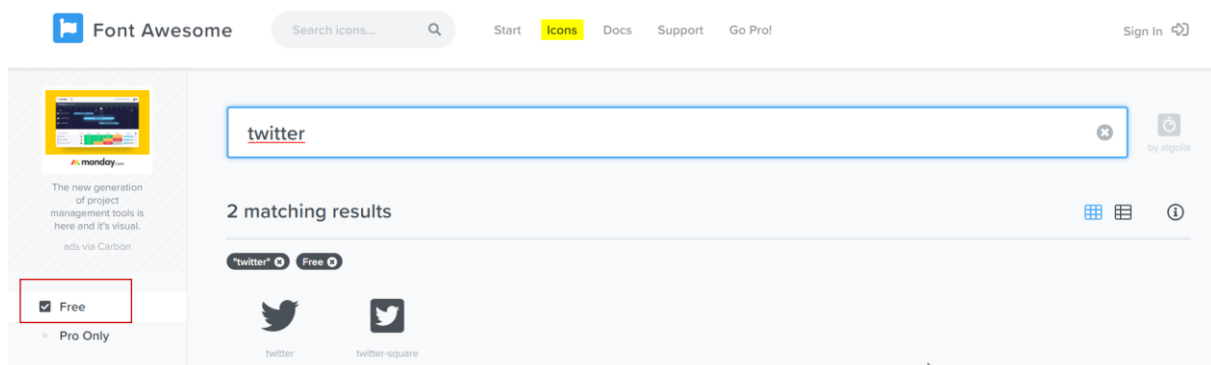 Font Awesome Search icons... Start Icons Docs Support Go Pro! Sign In
monday.com
The new generation
of project
management tools is
here and it's visual.
ads via Carbon
twitter
by algolia
2 matching results
"twitter" Free
Free
Pro Only
twitter twitter-square